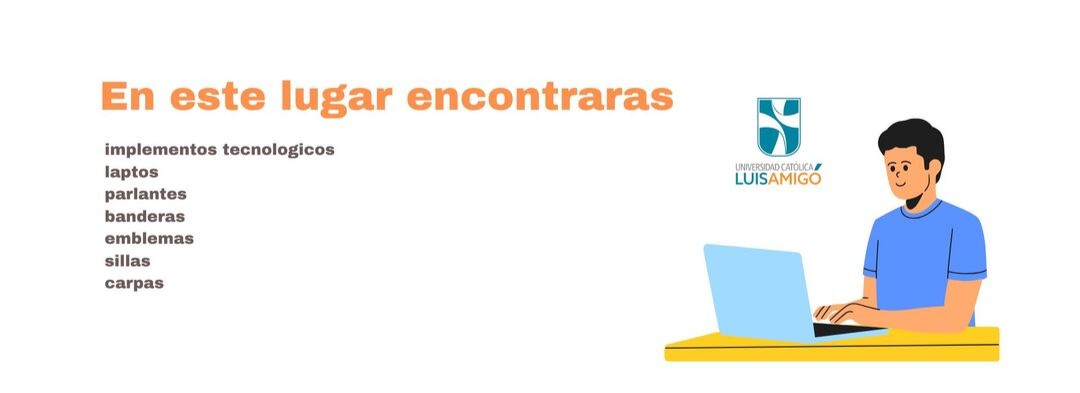 En este lugar encontraras
implementos tecnologicos
laptos
parlantes
banderas
emblemas
sillas
carpas
UNIVERSIDAD CATÓLICA
LUISAMIGÓ